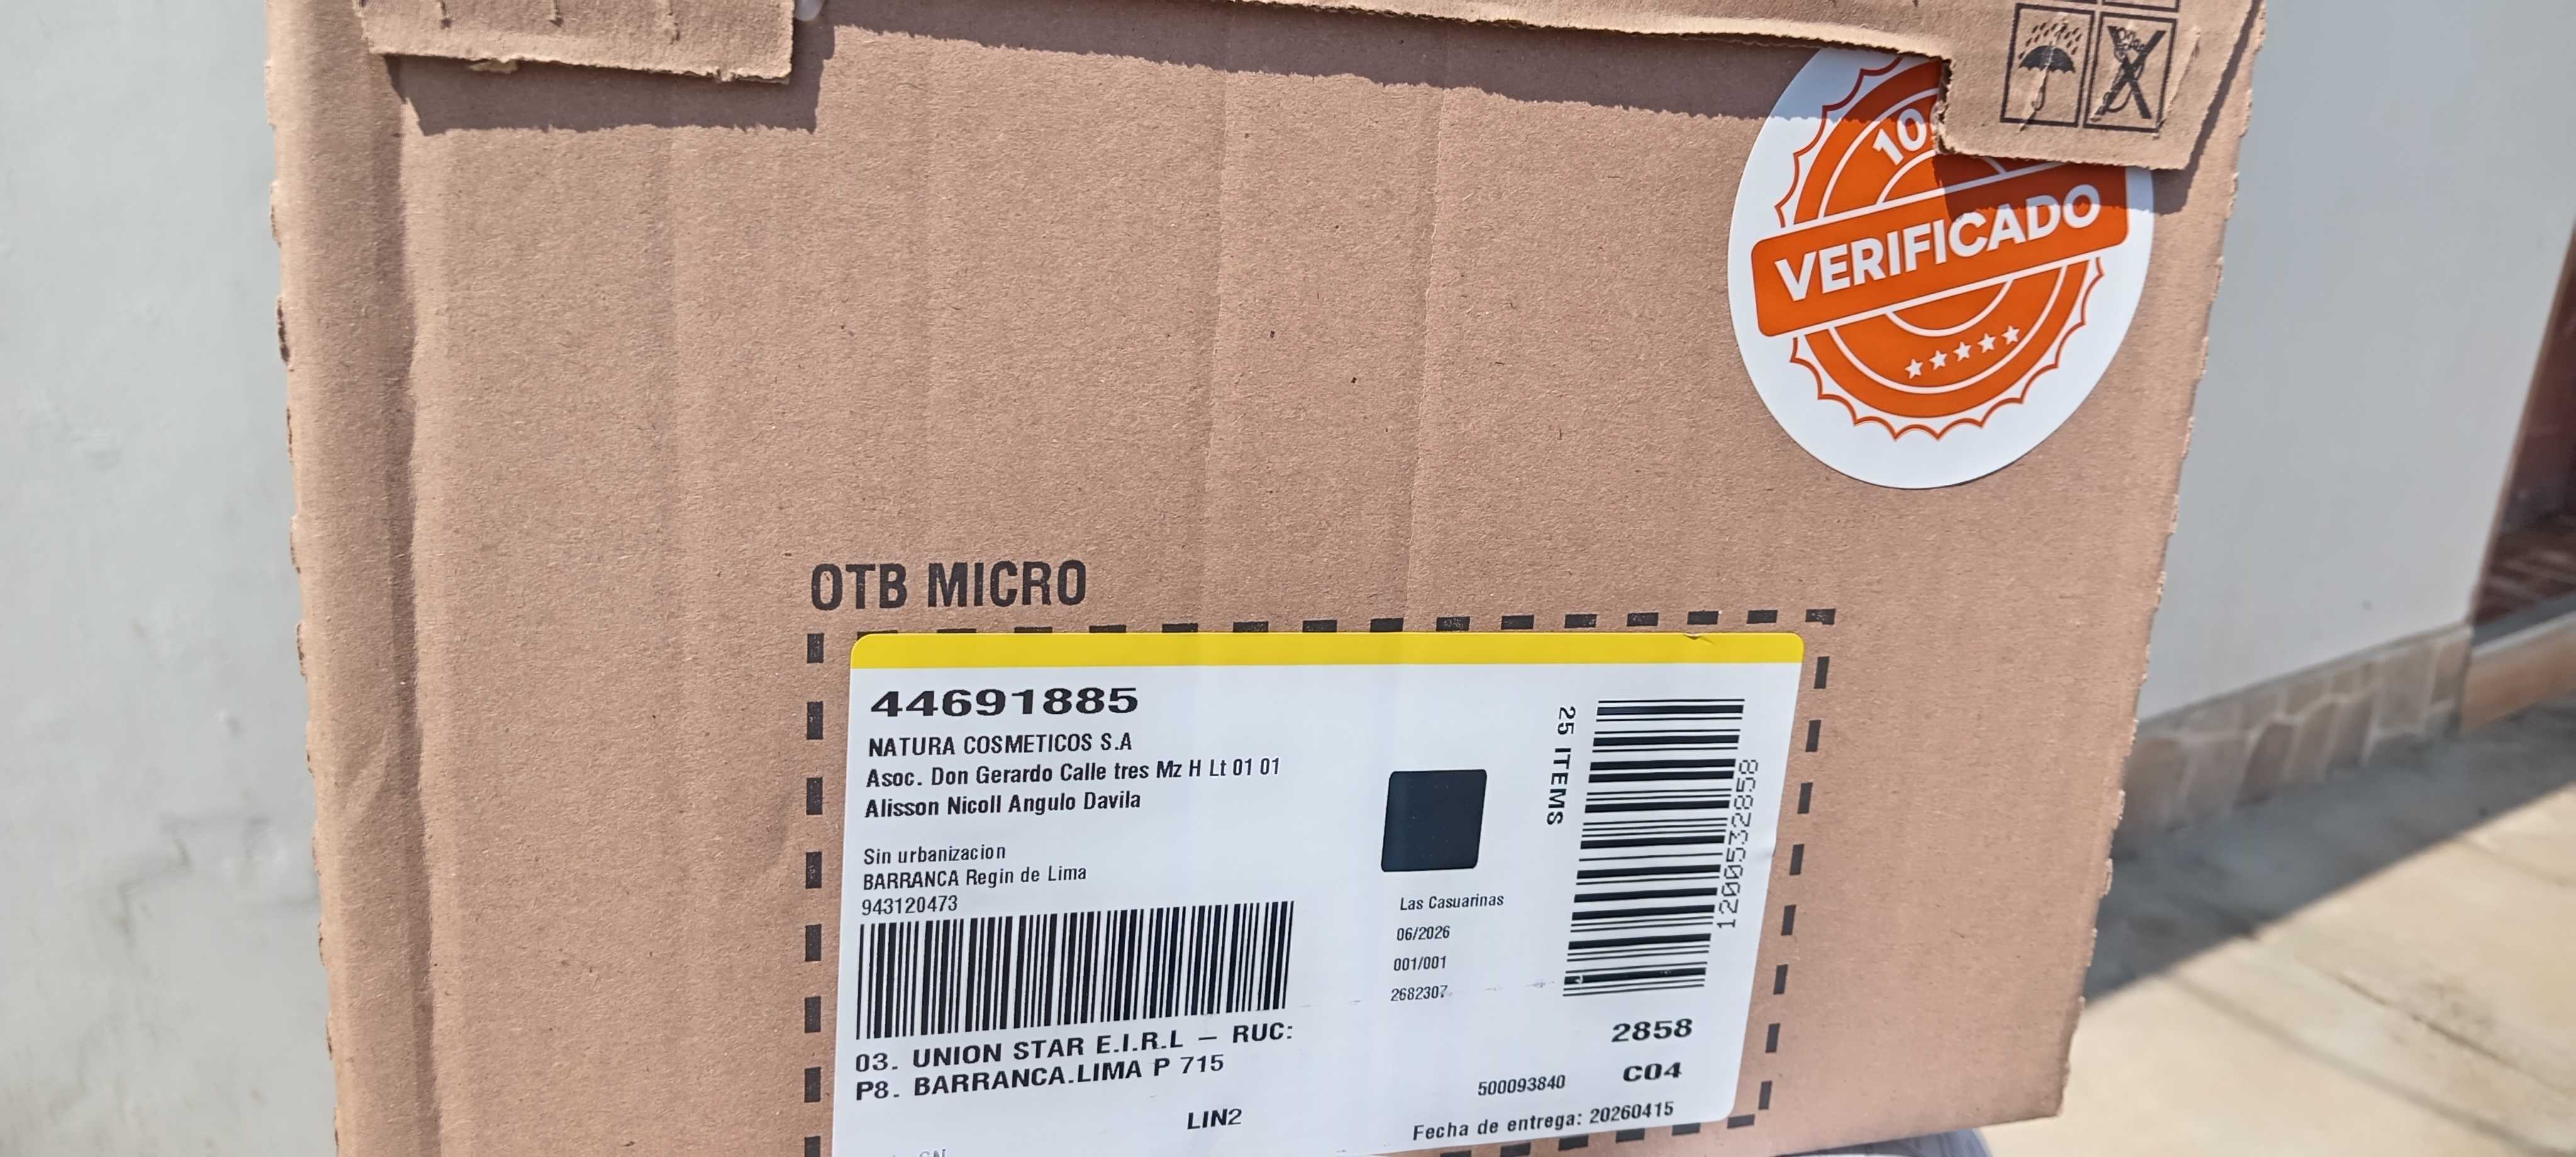 VERIFICADO
OTB MICRO
44691885
NATURA COSMETICOS S.A
Asoc. Don Gerardo Calle tres Mz H Lt 01 01
Alisson Nicoll Angulo Davila
Sin urbanizacion
BARRANCA Regin de Lima
943120473
03. UNION STAR E.I.R.L – RUC:
P8. BARRANCA.LIMA P 715
LIN2
25 ITEMS
1200532858
Las Casuarinas
06/2026
001/001
2682307
2858
C04
500093840
Fecha de entrega: 20260415